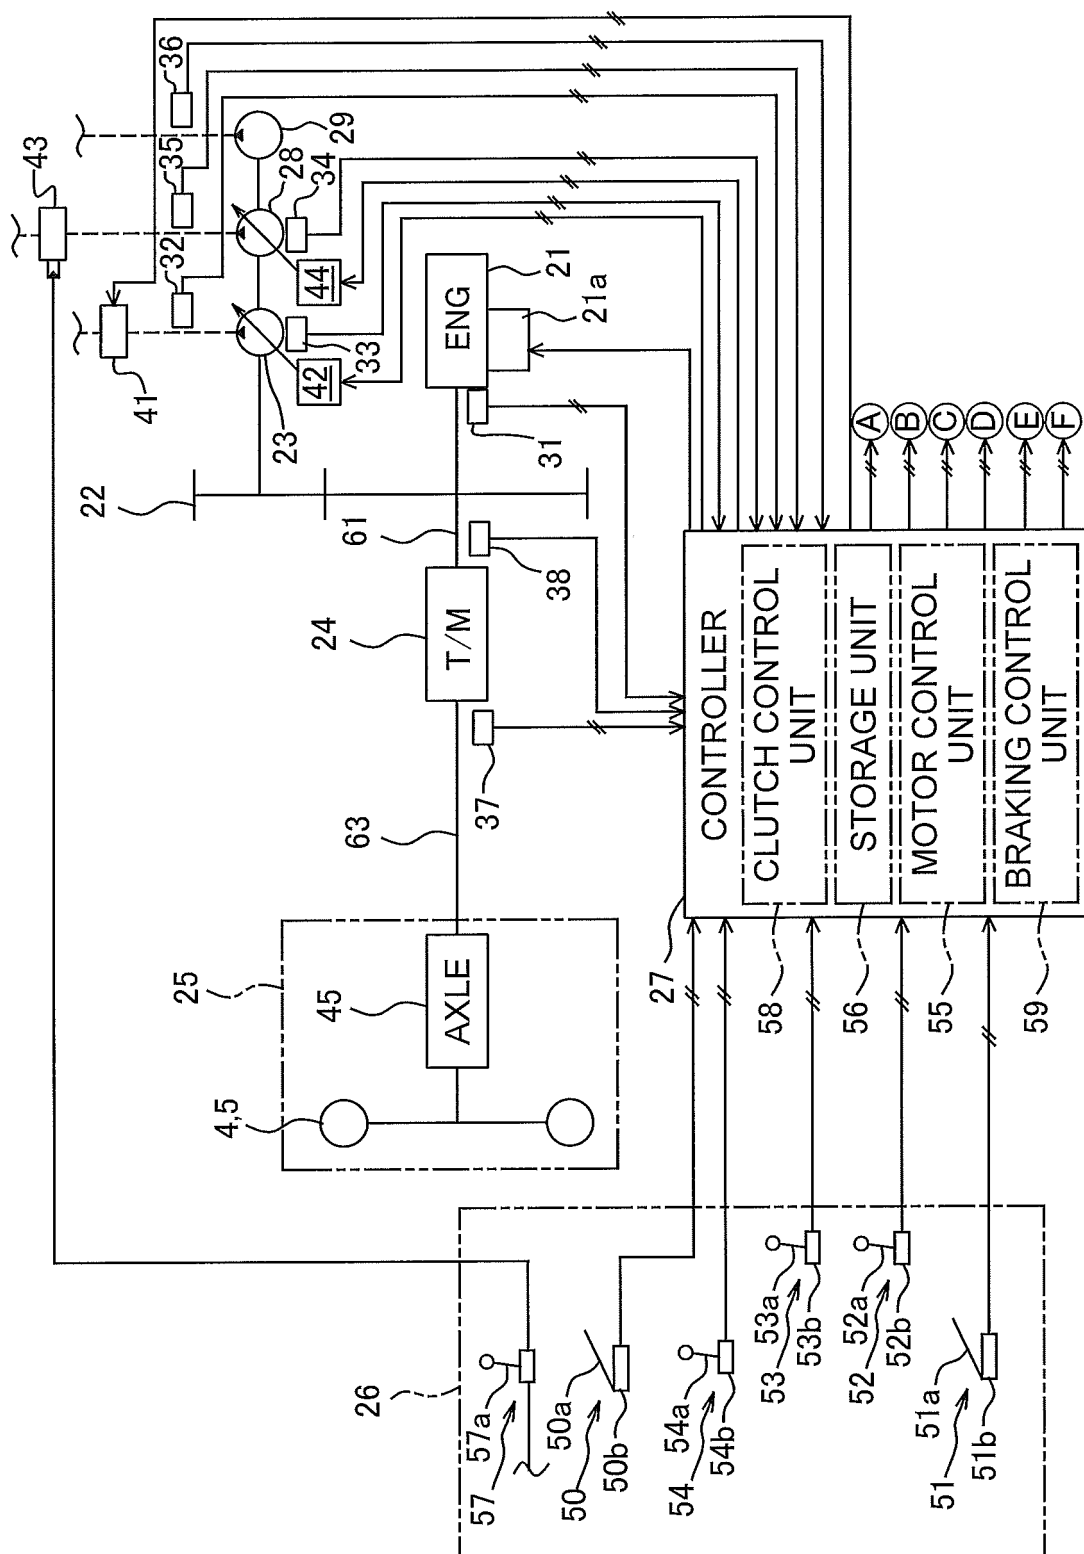 26
57a
57
50a
50
50b
54a
54
54b
53a
53
53b
52a
52
52b
51a
51
51b
25
4,5
45
AXLE
63
37
24
T/M
61
38
22
31
ENG
21
21a
23
41
42
33
32
43
44
34
28
35
29
36
27
CONTROLLER
58
CLUTCH CONTROL
UNIT
56
STORAGE UNIT
55
MOTOR CONTROL
UNIT
59
BRAKING CONTROL
UNIT
A
B
C
D
E
F